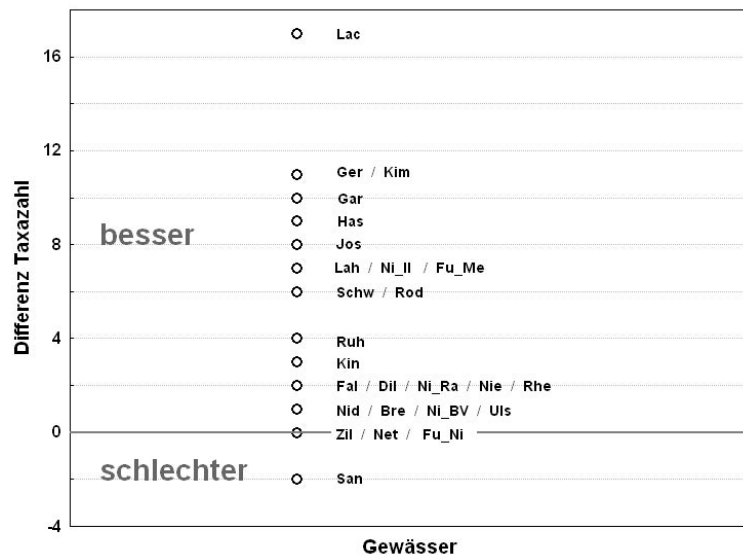 16
Lac
12
Ger / Kim
Gar
Has
besser
8
Jos
Lah / Ni_II / Fu_Me
Schw / Rod
4
Ruh
Kin
Fal / Dil / Ni_Ra / Nie / Rhe
Nid / Bre / Ni_BV / Uls
0
Zil / Net / Fu_Ni
schlechter
San
-4
Differenz Taxazahl
Gewässer